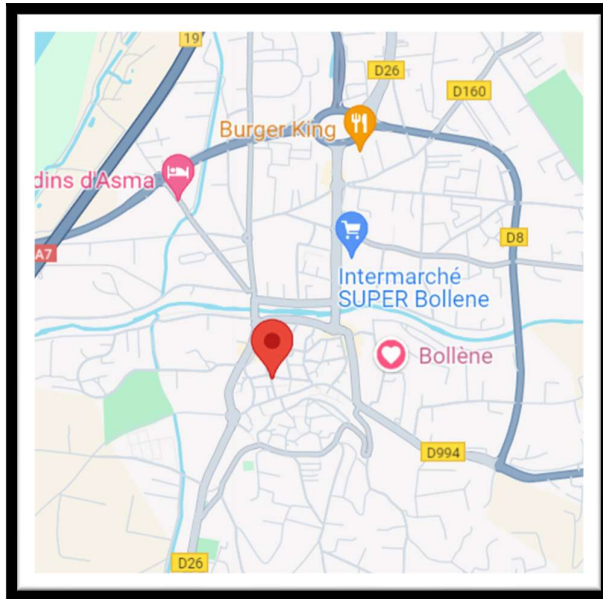 19
D26
D160
Burger King
dins d'Asma
D8
A7
Intermarché
SUPER Bollene
Bollène
D994
D26